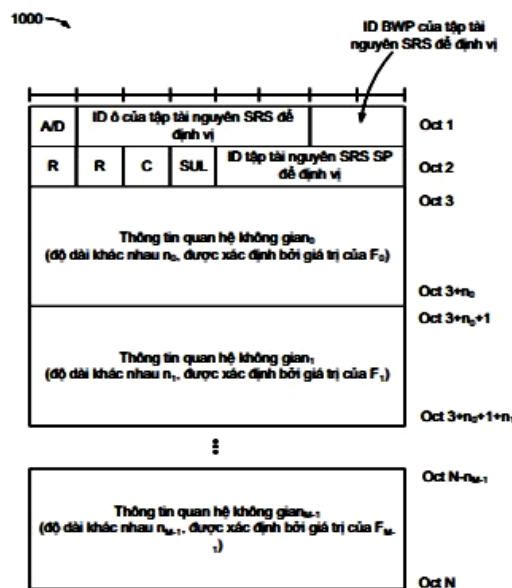 1000
ID BWP của tập tài
nguyên SRS để định vị
A/D
ID ô của tập tài nguyên SRS để
định vị
Oct 1
R
R
C
SUL
ID tập tài nguyên SRS SP
để định vị
Oct 2
Oct 3
Thông tin quan hệ không gian₀
(độ dài khác nhau n₀, được xác định bởi giá trị của F₀)
Oct 3+n₀
Oct 3+n₀+1
Thông tin quan hệ không gian₁
(độ dài khác nhau n₁, được xác định bởi giá trị của F₁)
Oct 3+n₀+1+n₁
Oct N-nM-1
Thông tin quan hệ không gianM-1
(độ dài khác nhau nM-1, được xác định bởi giá trị của FM-
1)
Oct N